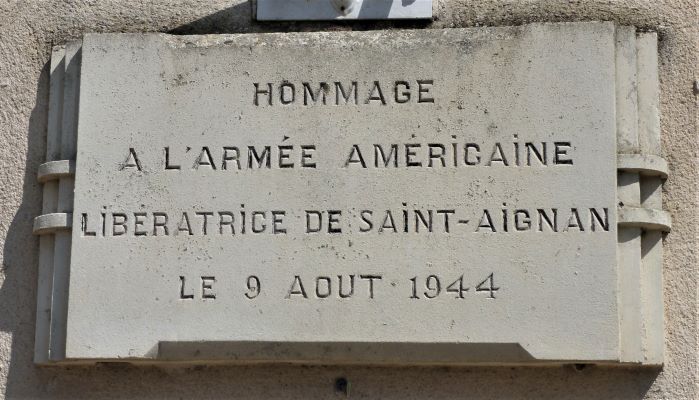 HOMMAGE
A L'ARMÉE AMÉRICAINE
LIBÉRATRICE DE SAINT-AIGNAN
LE 9 AOUT 1944